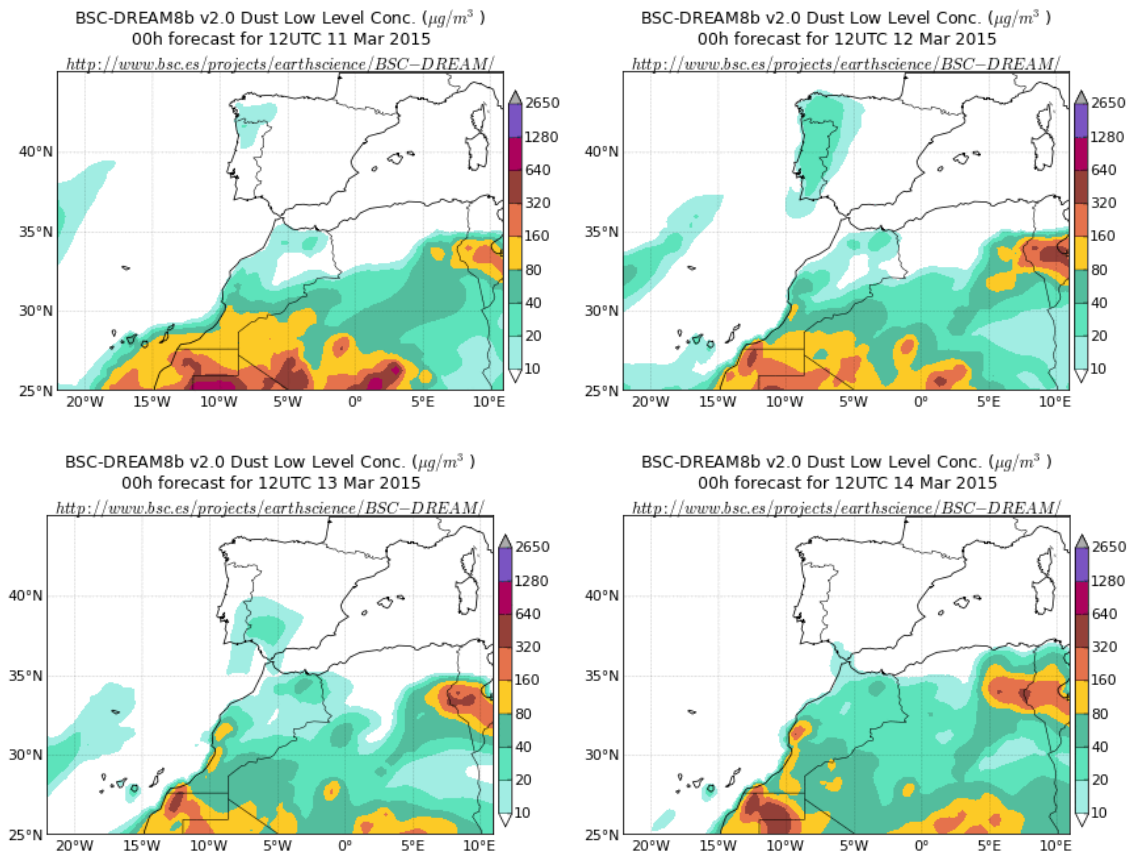 BSC-DREAM8b v2.0 Dust Low Level Conc. (μg/m³ )
00h forecast for 12UTC 11 Mar 2015
http://www.bsc.es/projects/earthscience/BSC−DREAM/
40°N
35°N
30°N
25°N
20°W 15°W 10°W 5°W 0° 5°E 10°E
2650
1280
640
320
160
80
40
20
10
BSC-DREAM8b v2.0 Dust Low Level Conc. (μg/m³ )
00h forecast for 12UTC 12 Mar 2015
http://www.bsc.es/projects/earthscience/BSC−DREAM/
40°N
35°N
30°N
25°N
20°W 15°W 10°W 5°W 0° 5°E 10°E
2650
1280
640
320
160
80
40
20
10
BSC-DREAM8b v2.0 Dust Low Level Conc. (μg/m³ )
00h forecast for 12UTC 13 Mar 2015
http://www.bsc.es/projects/earthscience/BSC−DREAM/
40°N
35°N
30°N
25°N
20°W 15°W 10°W 5°W 0° 5°E 10°E
2650
1280
640
320
160
80
40
20
10
BSC-DREAM8b v2.0 Dust Low Level Conc. (μg/m³ )
00h forecast for 12UTC 14 Mar 2015
http://www.bsc.es/projects/earthscience/BSC−DREAM/
40°N
35°N
30°N
25°N
20°W 15°W 10°W 5°W 0° 5°E 10°E
2650
1280
640
320
160
80
40
20
10